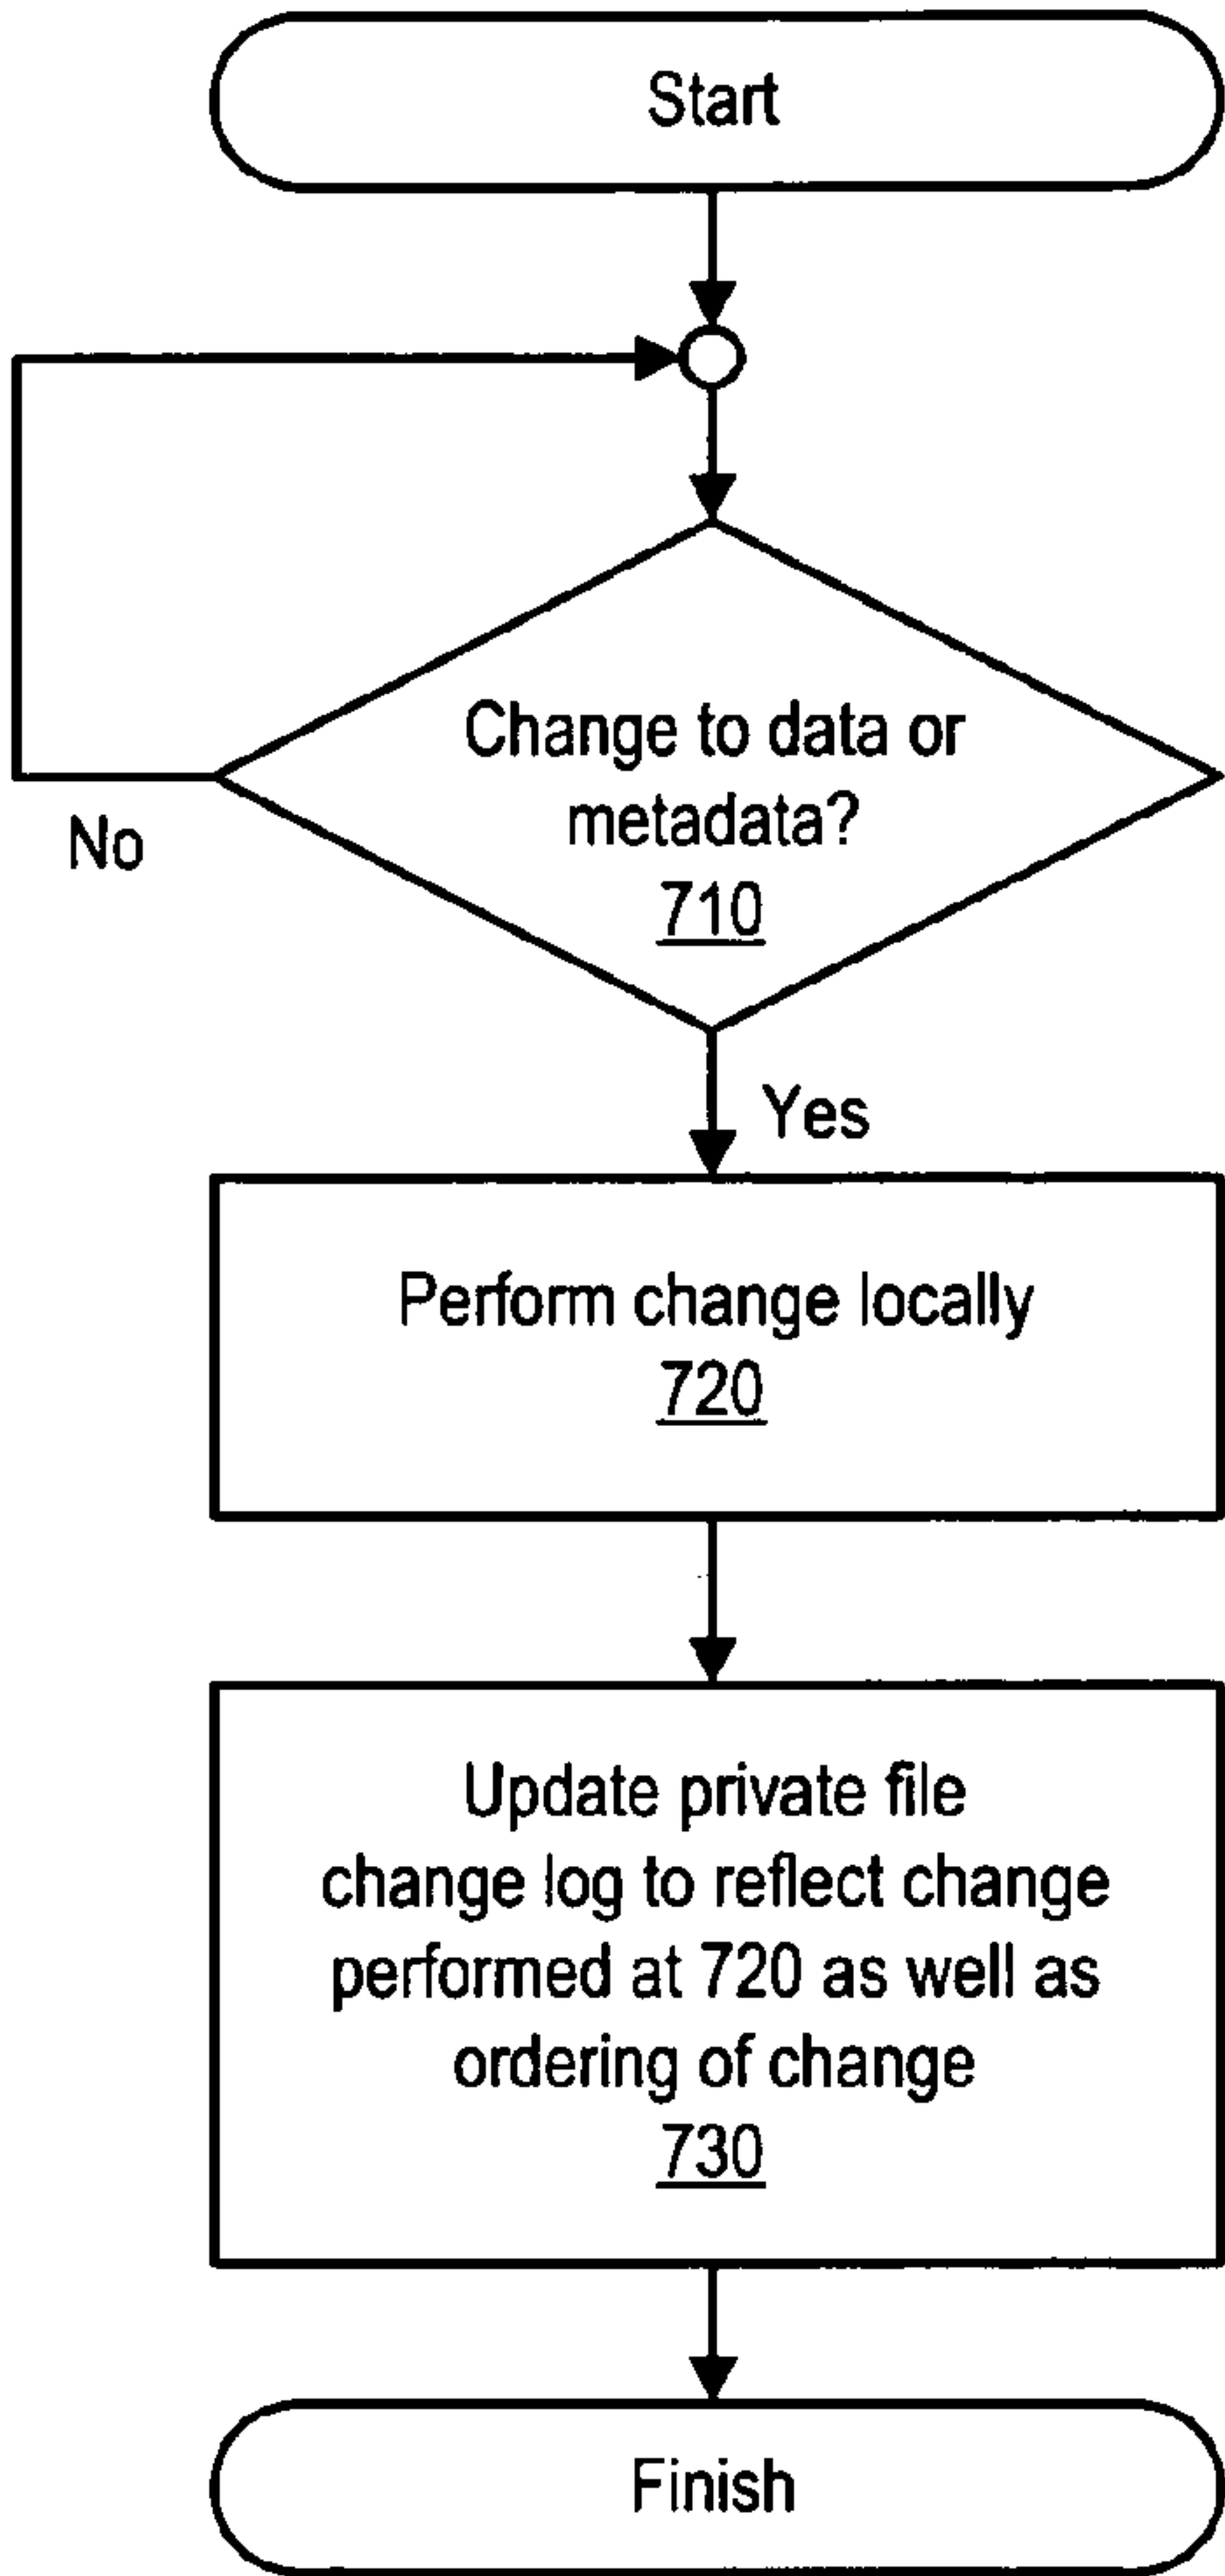 Start
Change to data or
metadata?
710
No
Yes
Perform change locally
720
Update private file
change log to reflect change
performed at 720 as well as
ordering of change
730
Finish